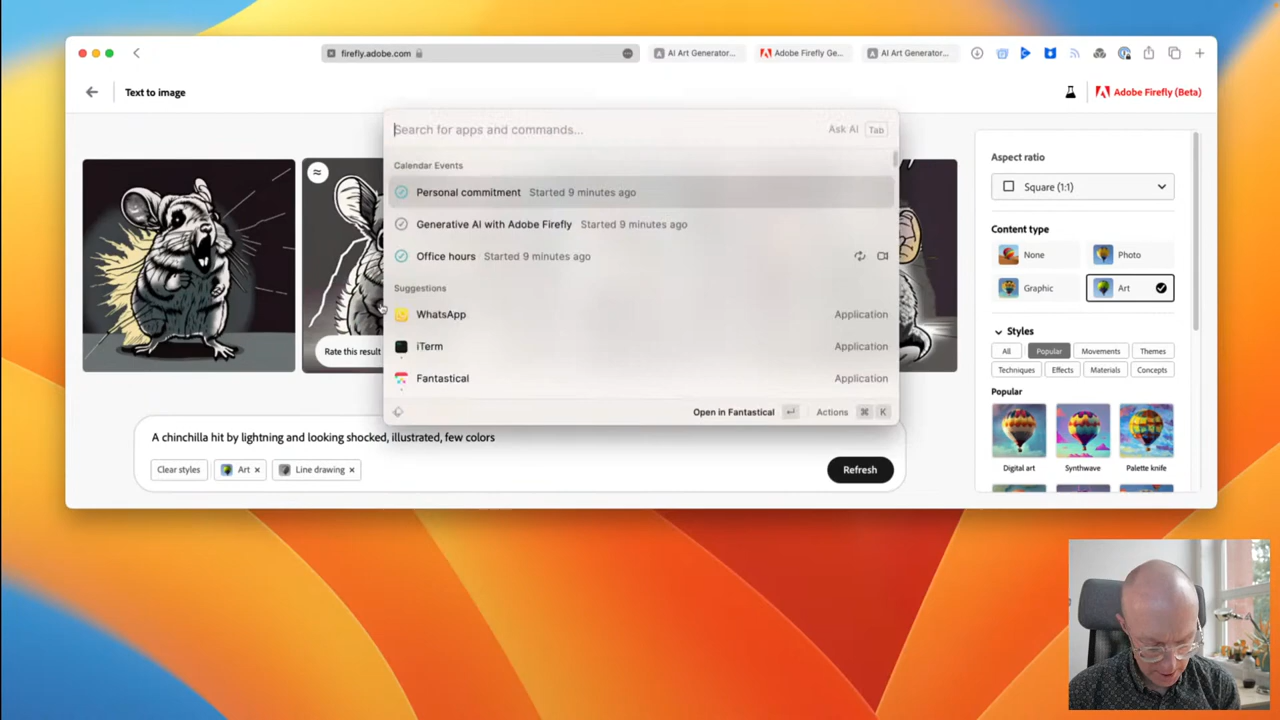 firefly.adobe.com
AI Art Generator...
Adobe Firefly Ge...
AI Art Generator...
Text to image
Adobe Firefly (Beta)
Search for apps and commands...
Ask AI Tab
Calendar Events
Personal commitment Started 9 minutes ago
Generative AI with Adobe Firefly Started 9 minutes ago
Office hours Started 9 minutes ago
Suggestions
WhatsApp Application
iTerm Application
Fantastical Application
Open in Fantastical ↵ Actions ⌘ K
Rate this result
A chinchilla hit by lightning and looking shocked, illustrated, few colors
Clear styles Art × Line drawing ×
Refresh
Aspect ratio
Square (1:1)
Content type
None Photo
Graphic Art
Styles
All Popular Movements Themes
Techniques Effects Materials Concepts
Popular
Digital art Synthwave Palette knife